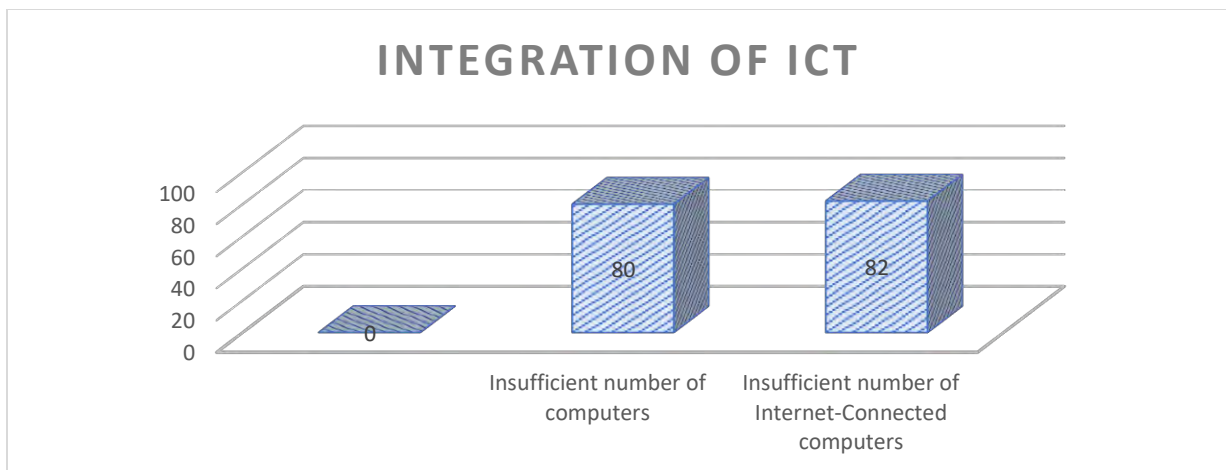 INTEGRATION OF ICT
100
80
60
40
20
0
0
80
82
Insufficient number of
computers
Insufficient number of
Internet-Connected
computers